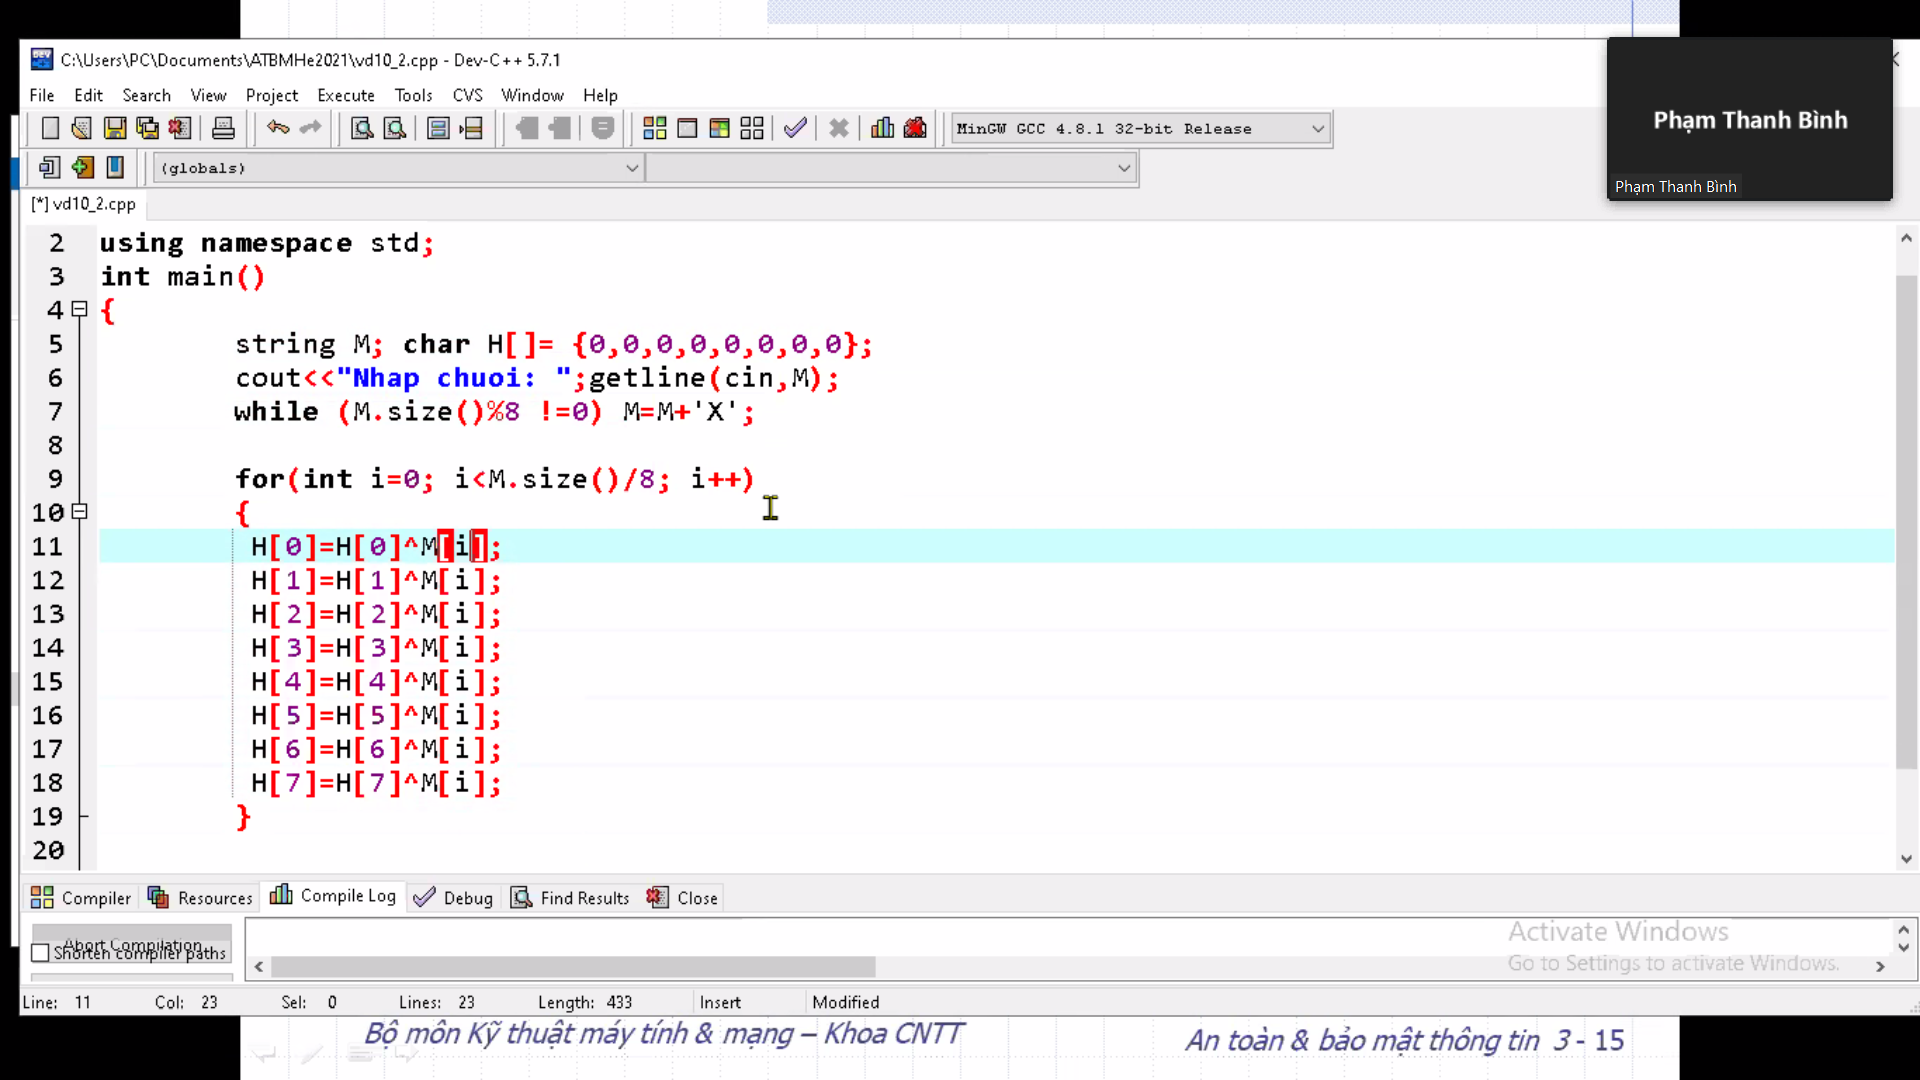 C:\Users\PC\Documents\ATBMHe2021\vd10_2.cpp - Dev-C++ 5.7.1
File Edit Search View Project Execute Tools CVS Window Help
MinGW GCC 4.8.1 32-bit Release
(globals)
Phạm Thanh Bình
Phạm Thanh Bình
[*] vd10_2.cpp
2 using namespace std;
3 int main()
4 {
5 string M; char H[]= {0,0,0,0,0,0,0,0};
6 cout<<"Nhap chuoi: ";getline(cin,M);
7 while (M.size()%8 !=0) M=M+'X';
8
9 for(int i=0; i<M.size()/8; i++)
10 {
11 H[0]=H[0]^M[i];
12 H[1]=H[1]^M[i];
13 H[2]=H[2]^M[i];
14 H[3]=H[3]^M[i];
15 H[4]=H[4]^M[i];
16 H[5]=H[5]^M[i];
17 H[6]=H[6]^M[i];
18 H[7]=H[7]^M[i];
19 }
20
Compiler Resources Compile Log Debug Find Results Close
Abort Compilation
Shorten compiler paths
Activate Windows
Go to Settings to activate Windows.
Line: 11 Col: 23 Sel: 0 Lines: 23 Length: 433 Insert Modified
Bộ môn Kỹ thuật máy tính & mạng – Khoa CNTT
An toàn & bảo mật thông tin 3 - 15